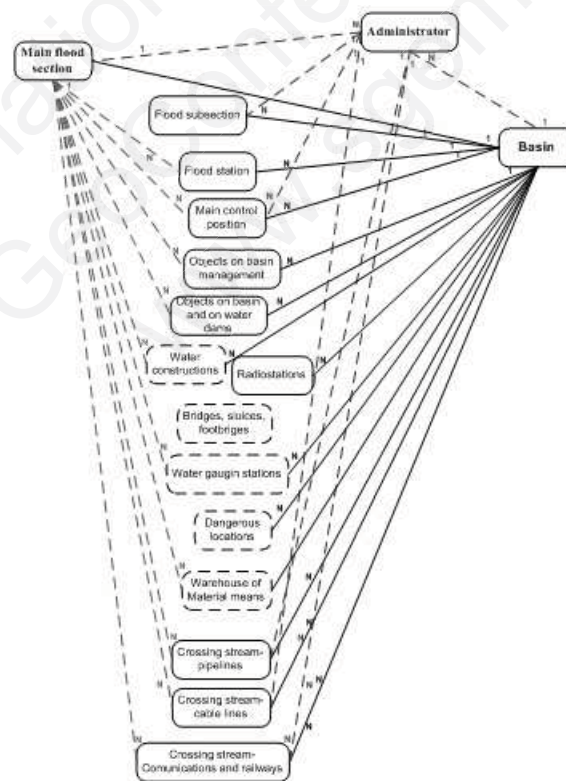 Administrator
Main flood
section
Flood subsection
Basin
Flood station
Main control
position
Objects on basin
management
Objects on basin
and on water
dams
Water
constructions
Radiostations
Bridges, sluices,
footbriges
Water gaugin stations
Dangerous
locations
Warehouse of
Material means
Crossing stream-
pipelines
Crossing stream-
cable lines
Crossing stream-
Comunications and railways